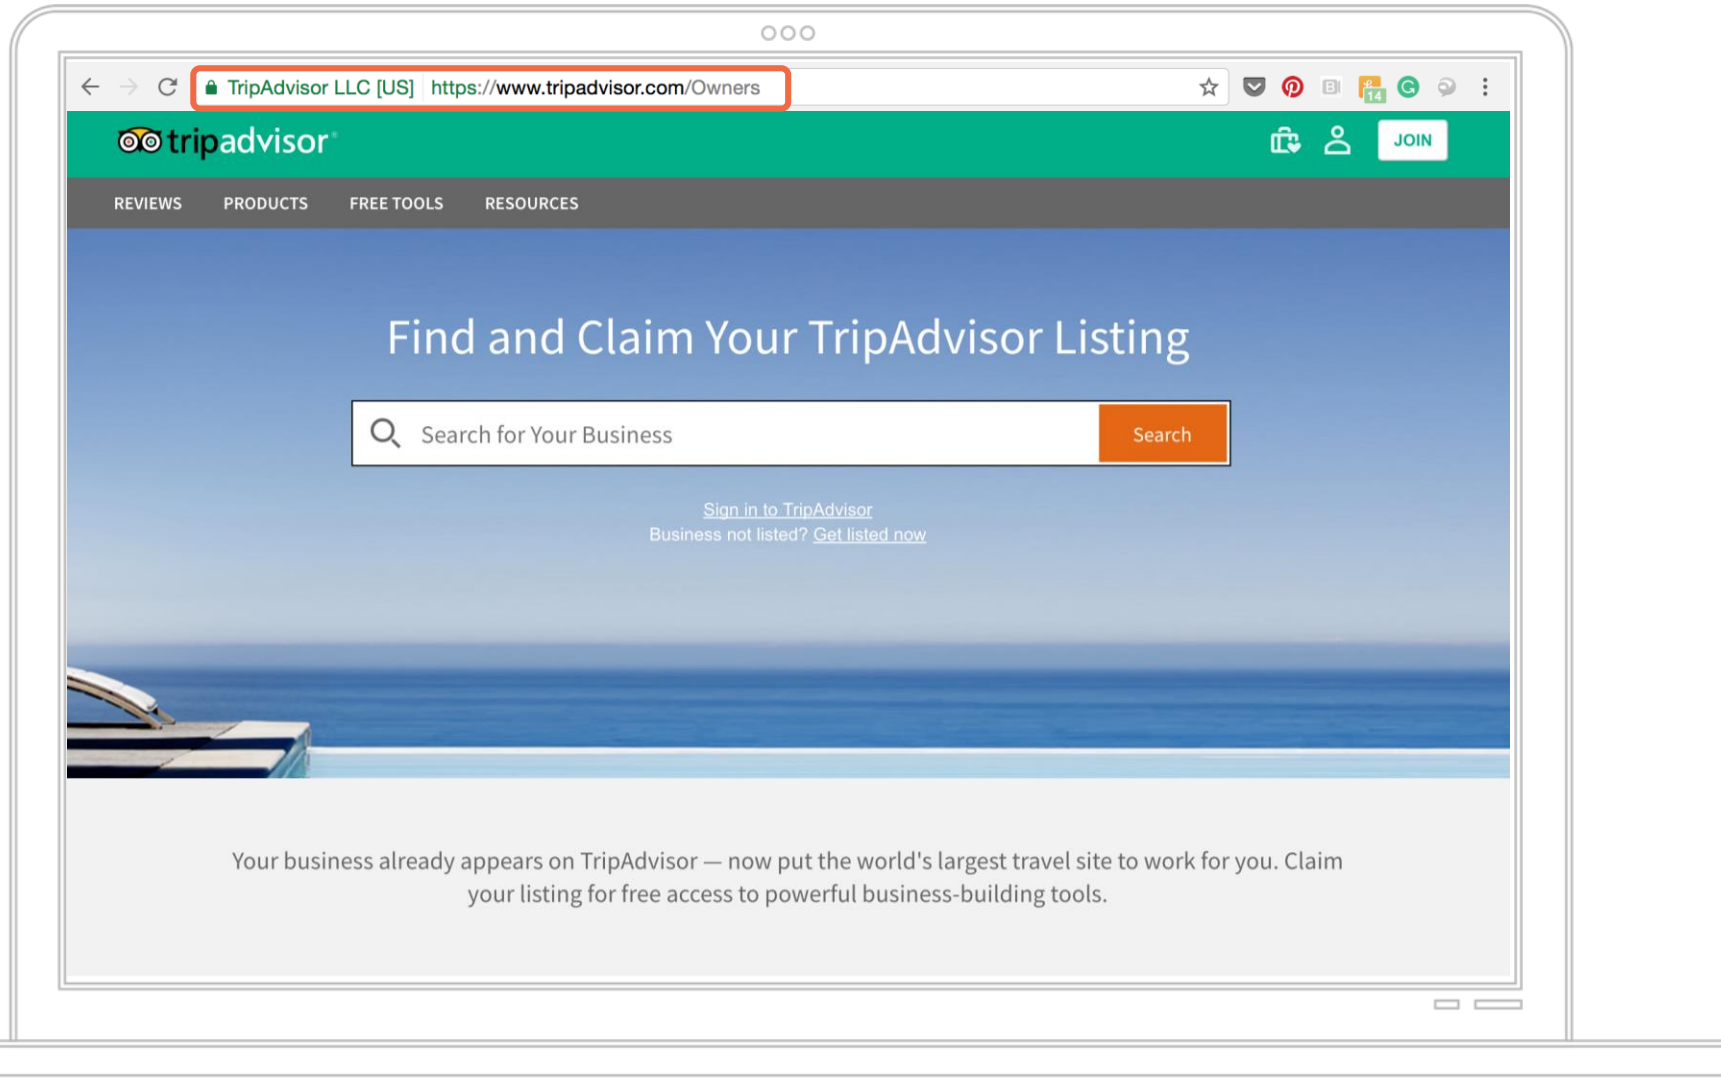 TripAdvisor LLC [US] https://www.tripadvisor.com/Owners
14
tripadvisor
JOIN
REVIEWS PRODUCTS FREE TOOLS RESOURCES
Find and Claim Your TripAdvisor Listing
Search for Your Business Search
Sign in to TripAdvisor
Business not listed? Get listed now
Your business already appears on TripAdvisor — now put the world's largest travel site to work for you. Claim
your listing for free access to powerful business-building tools.